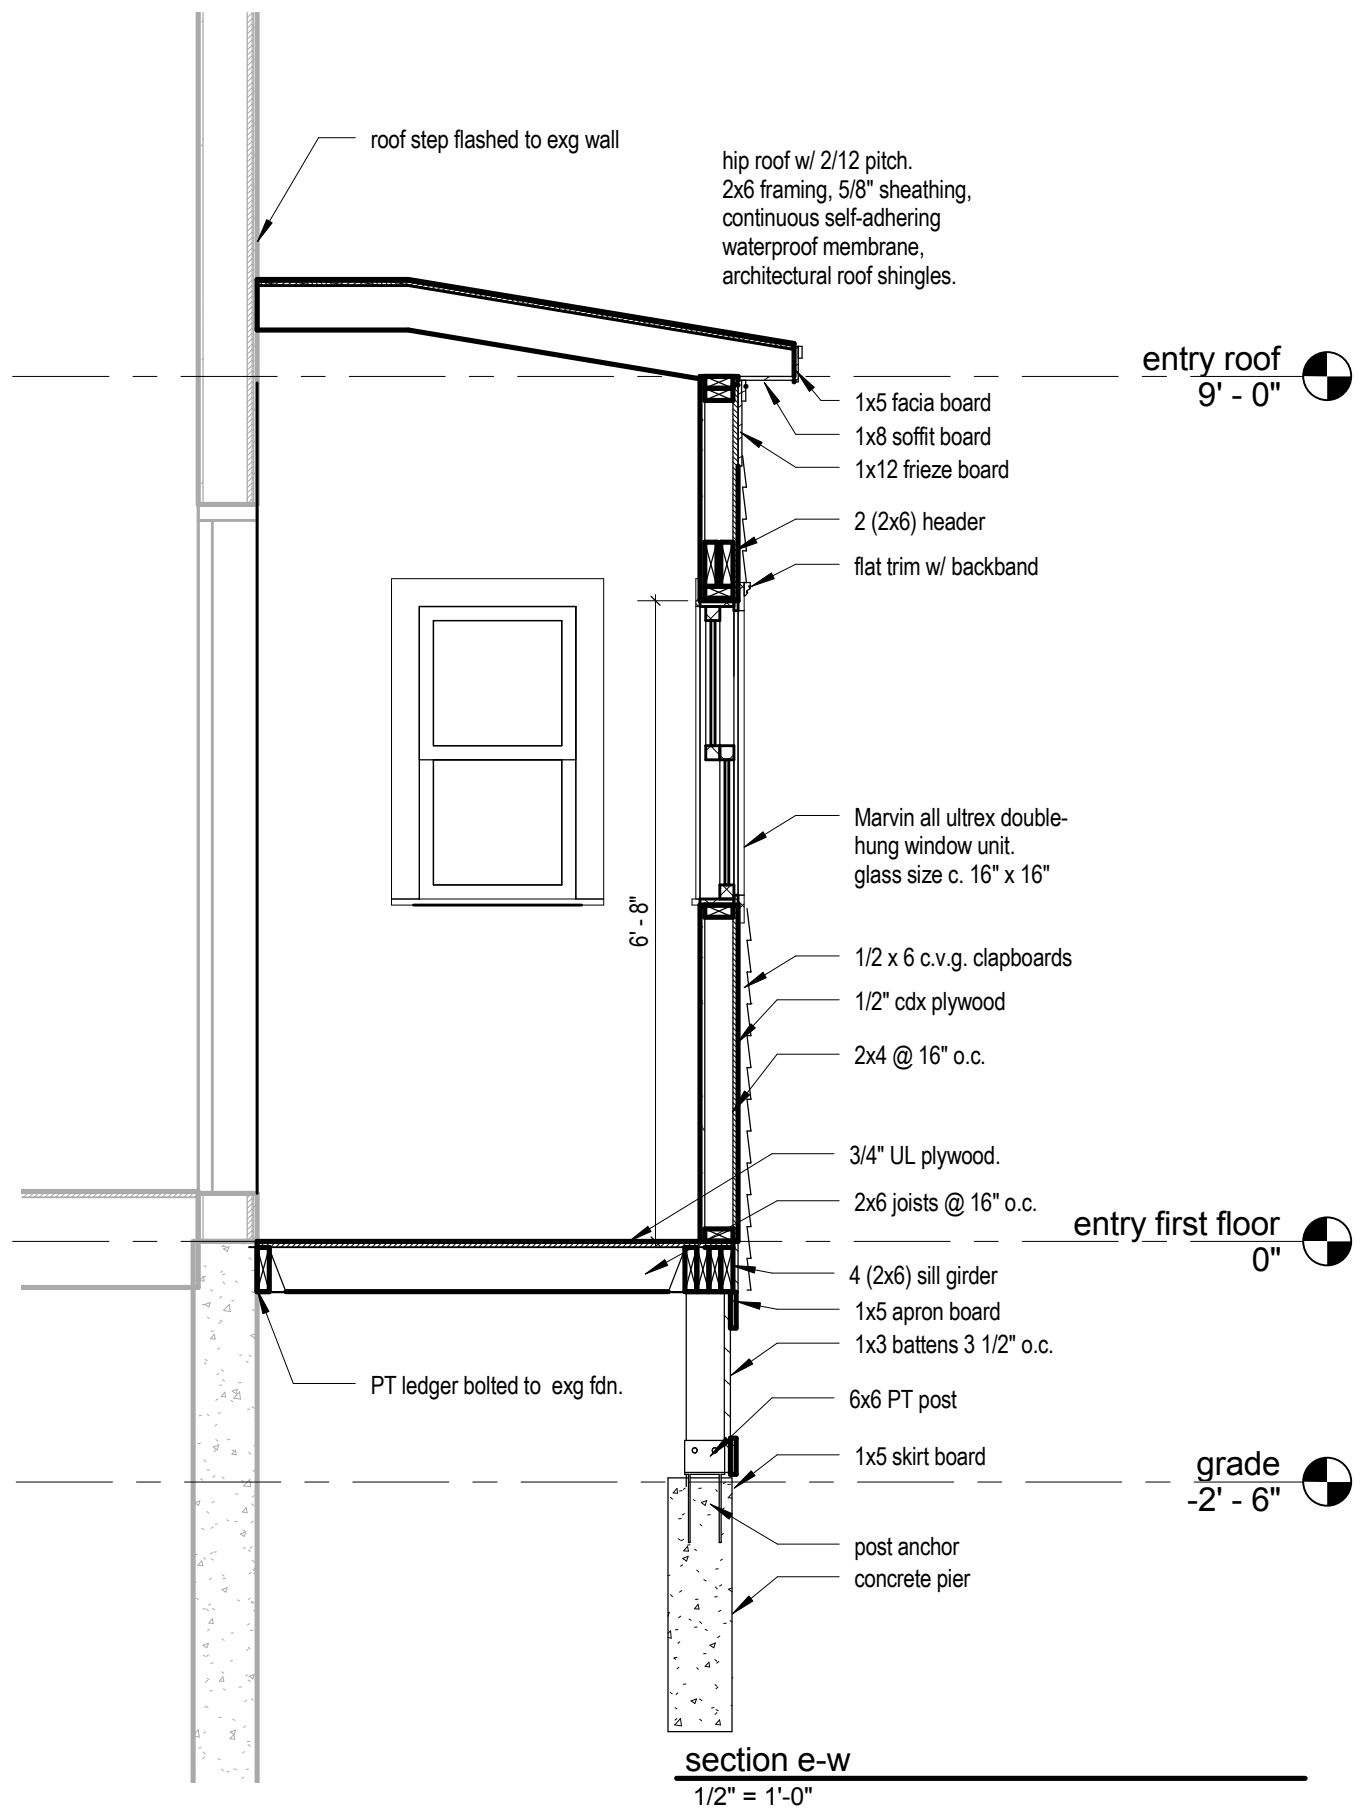 roof step flashed to exg wall
hip roof w/ 2/12 pitch.
2x6 framing, 5/8" sheathing,
continuous self-adhering
waterproof membrane,
architectural roof shingles.
entry roof
9' - 0"
1x5 facia board
1x8 soffit board
1x12 frieze board
2 (2x6) header
flat trim w/ backband
Marvin all ultrex double-
hung window unit.
glass size c. 16" x 16"
6' - 8"
1/2 x 6 c.v.g. clapboards
1/2" cdx plywood
2x4 @ 16" o.c.
3/4" UL plywood.
2x6 joists @ 16" o.c.
entry first floor
0"
4 (2x6) sill girder
1x5 apron board
1x3 battens 3 1/2" o.c.
PT ledger bolted to  exg fdn.
6x6 PT post
1x5 skirt board
grade
-2' - 6"
post anchor
concrete pier
section e-w
1/2" = 1'-0"